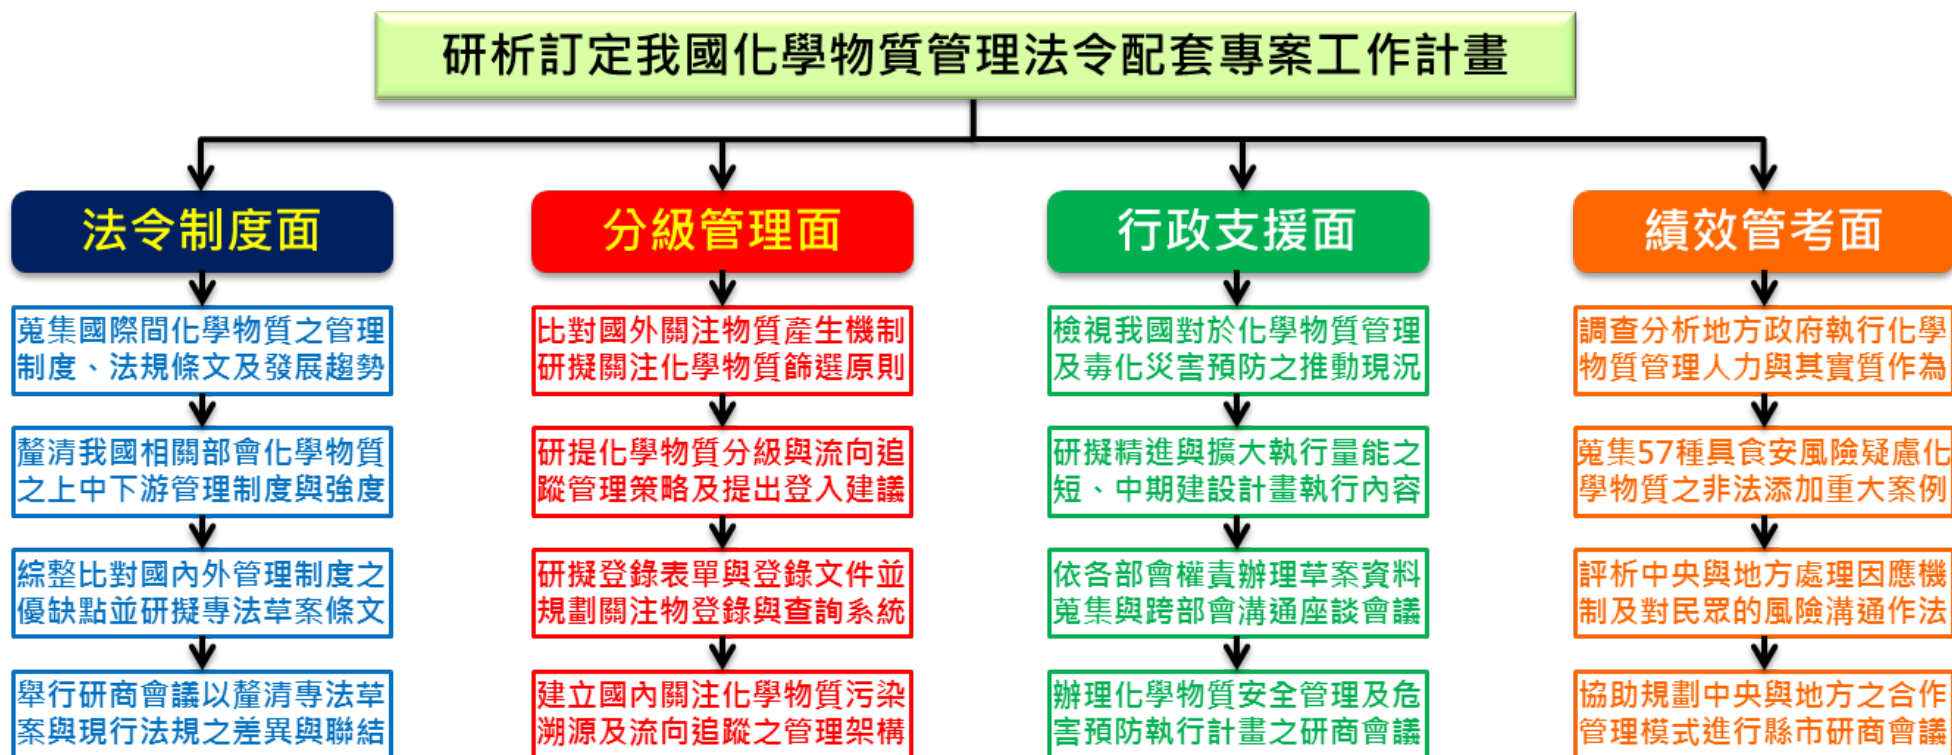 研析訂定我國化學物質管理法令配套專案工作計畫
法令制度面
蒐集國際間化學物質之管理
制度、法規條文及發展趨勢
釐清我國相關部會化學物質
之上中下游管理制度與強度
綜整比對國內外管理制度之
優缺點並研擬專法草案條文
舉行研商會議以釐清專法草
案與現行法規之差異與聯結
分級管理面
比對國外關注物質產生機制
研擬關注化學物質篩選原則
研提化學物質分級與流向追
蹤管理策略及提出登入建議
研擬登錄表單與登錄文件並
規劃關注物登錄與查詢系統
建立國內關注化學物質污染
溯源及流向追蹤之管理架構
行政支援面
檢視我國對於化學物質管理
及毒化災害預防之推動現況
研擬精進與擴大執行量能之
短、中期建設計畫執行內容
依各部會權責辦理草案資料
蒐集與跨部會溝通座談會議
辦理化學物質安全管理及危
害預防執行計畫之研商會議
績效管考面
調查分析地方政府執行化學
物質管理人力與其實質作為
蒐集57種具食安風險疑慮化
學物質之非法添加重大案例
評析中央與地方處理因應機
制及對民眾的風險溝通作法
協助規劃中央與地方之合作
管理模式進行縣市研商會議